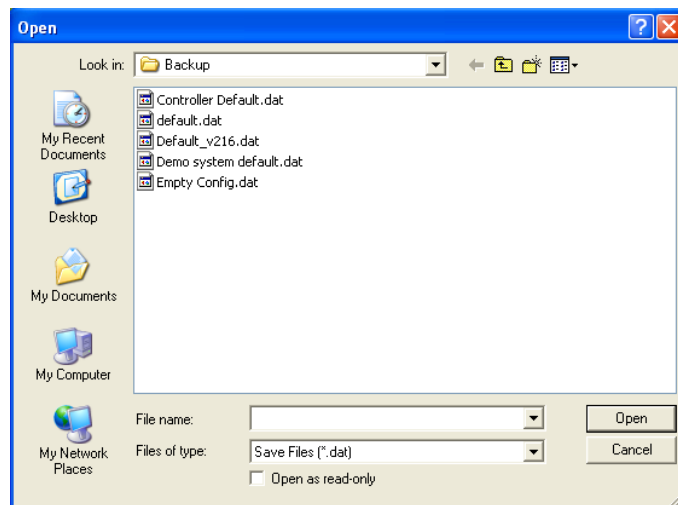 Open
Look in:
Backup
My Recent
Documents
Desktop
My Documents
My Computer
My Network
Places
Controller Default.dat
default.dat
Default_v216.dat
Demo system default.dat
Empty Config.dat
File name:
Open
Files of type:
Save Files (*.dat)
Cancel
Open as read-only